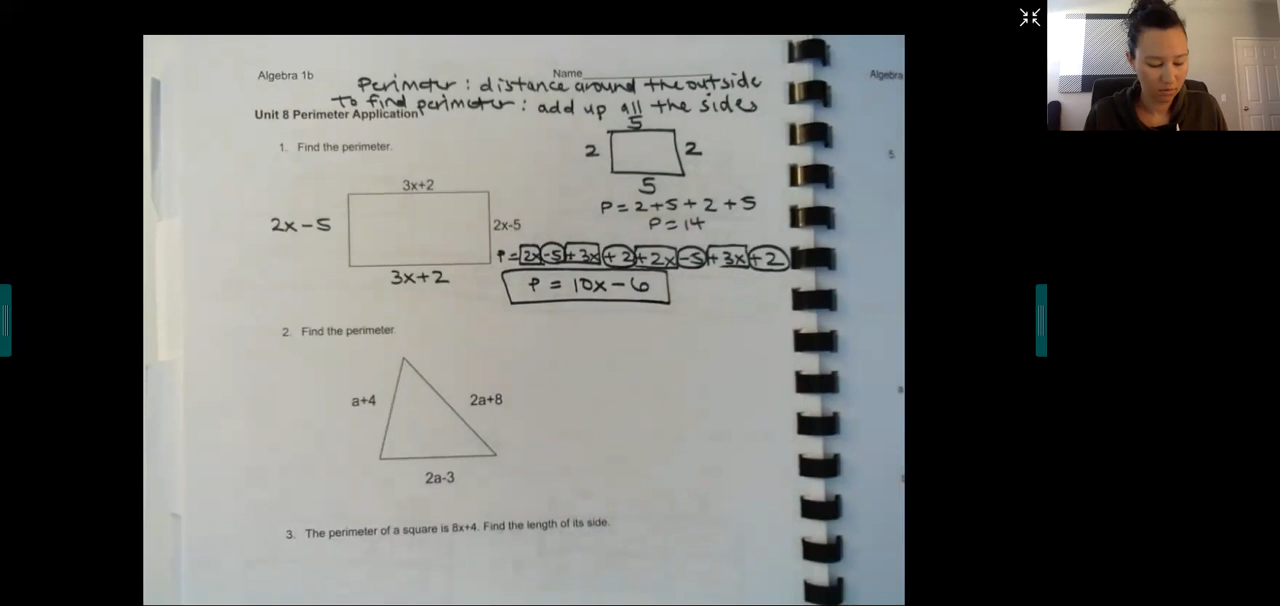 Algebra 1b
Name
Algebra
Perimeter : distance around the outside
To find perimeter : add up all the sides
Unit 8 Perimeter Application
5
1. Find the perimeter.
2
2
5
3x+2
5
P = 2+5+2+5
2x-5
2x-5
P = 14
P = 2x-5+3x+2+2x-5+3x+2
3x+2
P = 10x-6
2. Find the perimeter.
a+4
2a+8
2a-3
3. The perimeter of a square is 8x+4. Find the length of its side.